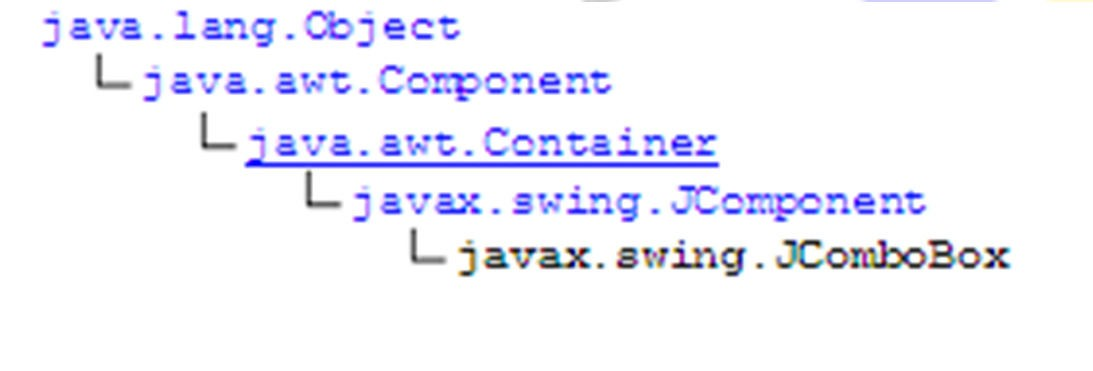 java.lang.Object
java.awt.Component
java.awt.Container
javax.swing.JComponent
javax.swing.JComboBox